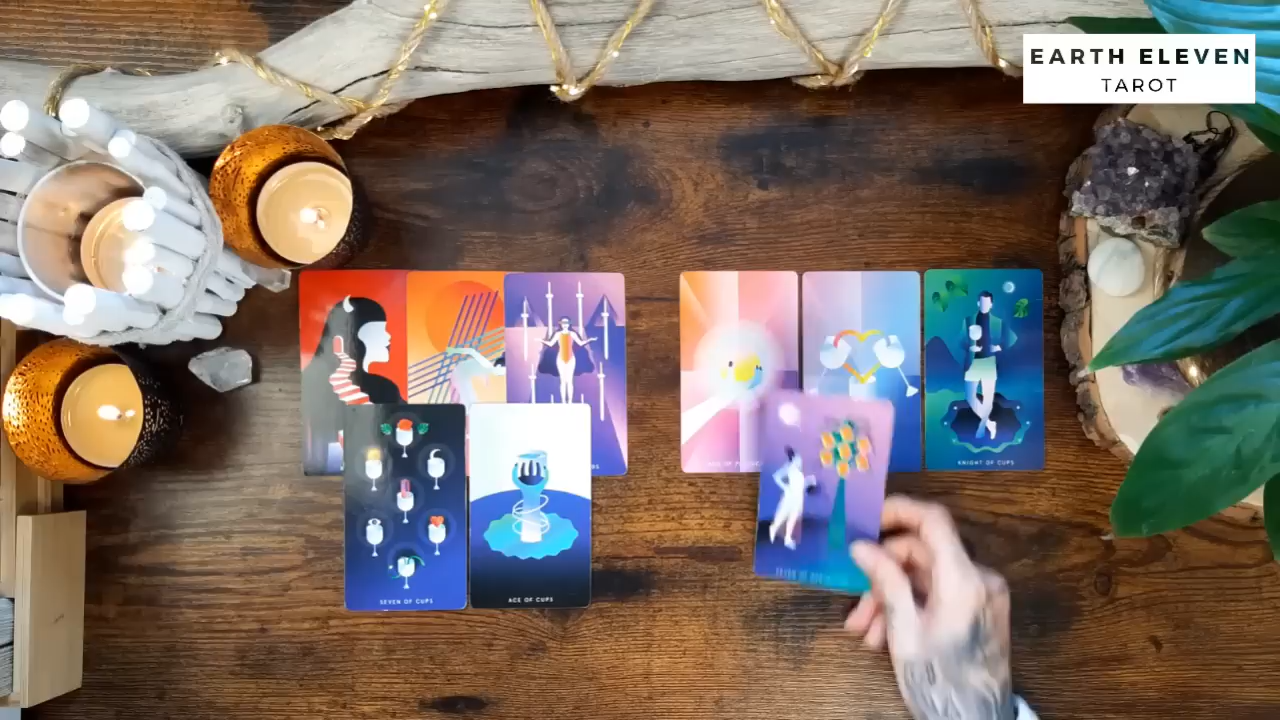 EARTH ELEVEN
TAROT
KNIGHT OF CUPS
SEVEN OF CUPS
ACE OF CUPS